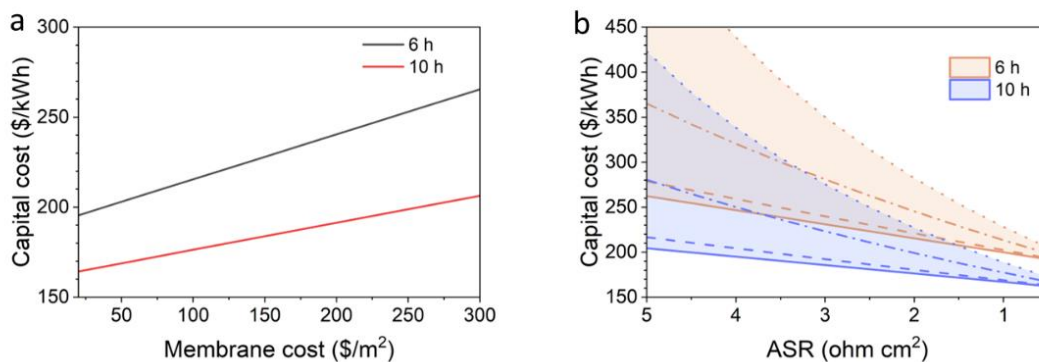 a
300
250
200
150
Capital cost ($/kWh)
6 h
10 h
50
100
150
200
250
300
Membrane cost ($/m²)
b
450
400
350
300
250
200
150
Capital cost ($/kWh)
6 h
10 h
5
4
3
2
1
ASR (ohm cm²)